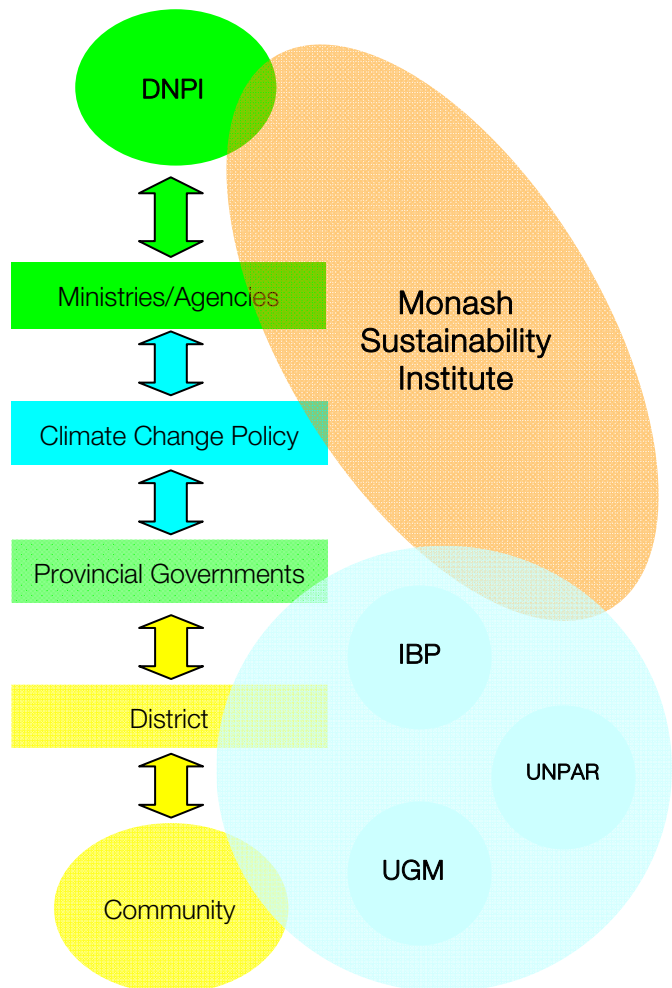 DNPI
Ministries/Agencies
Monash
Sustainability
Institute
Climate Change Policy
Provincial Governments
IBP
District
UNPAR
UGM
Community